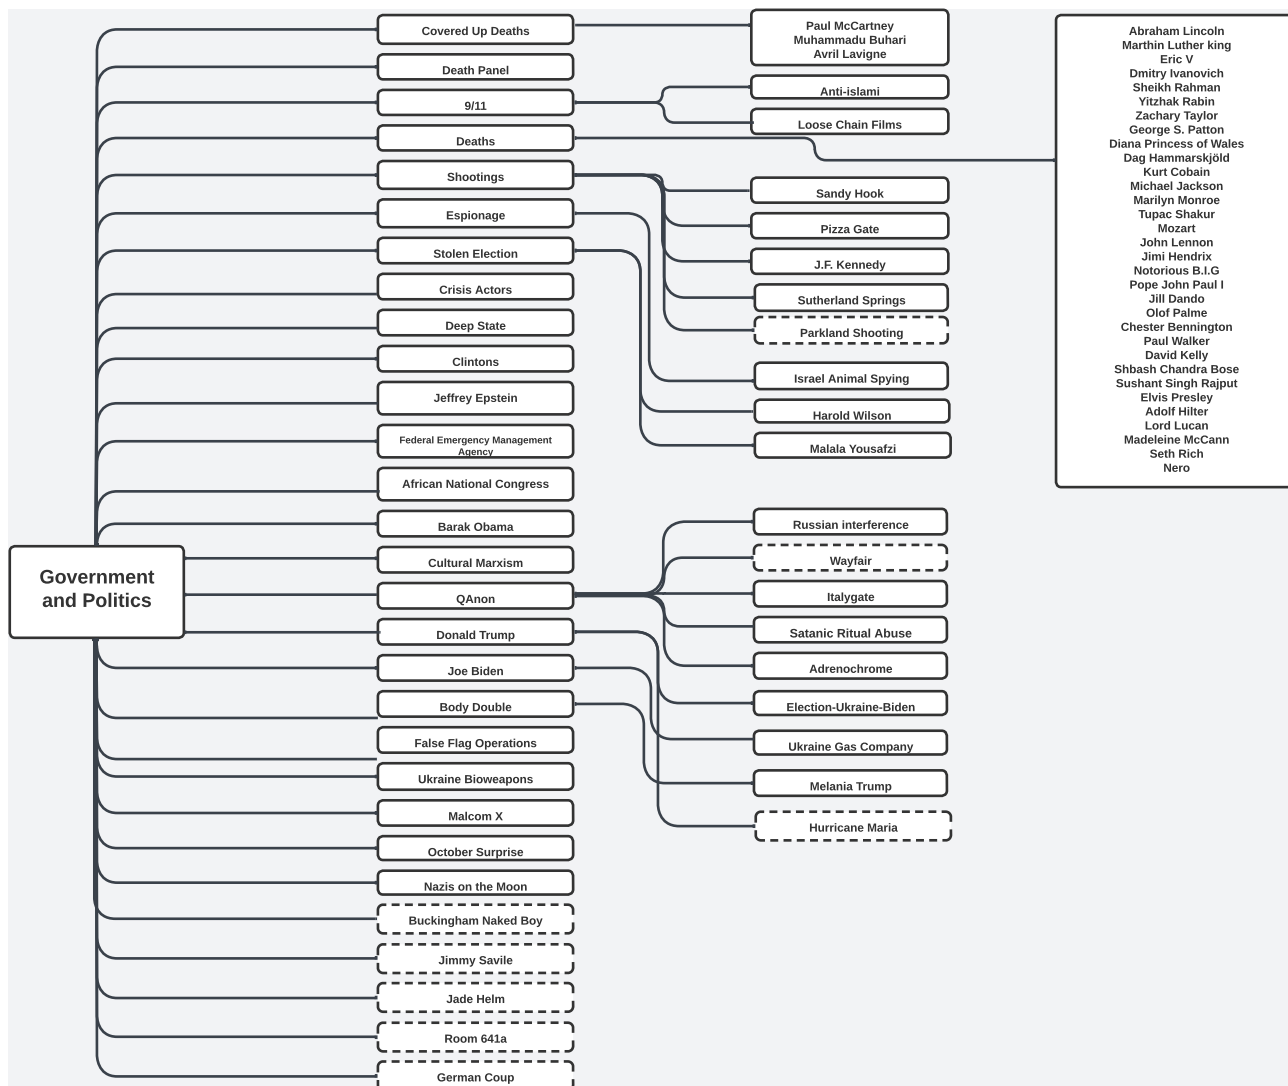 Government
and Politics
Covered Up Deaths
Death Panel
9/11
Deaths
Shootings
Espionage
Stolen Election
Crisis Actors
Deep State
Clintons
Jeffrey Epstein
Federal Emergency Management
Agency
African National Congress
Barak Obama
Cultural Marxism
QAnon
Donald Trump
Joe Biden
Body Double
False Flag Operations
Ukraine Bioweapons
Malcom X
October Surprise
Nazis on the Moon
Buckingham Naked Boy
Jimmy Savile
Jade Helm
Room 641a
German Coup
Paul McCartney
Muhammadu Buhari
Avril Lavigne
Anti-islami
Loose Chain Films
Sandy Hook
Pizza Gate
J.F. Kennedy
Sutherland Springs
Parkland Shooting
Israel Animal Spying
Harold Wilson
Malala Yousafzi
Russian interference
Wayfair
Italygate
Satanic Ritual Abuse
Adrenochrome
Election-Ukraine-Biden
Ukraine Gas Company
Melania Trump
Hurricane Maria
Abraham Lincoln
Marthin Luther king
Eric V
Dmitry Ivanovich
Sheikh Rahman
Yitzhak Rabin
Zachary Taylor
George S. Patton
Diana Princess of Wales
Dag Hammarskjöld
Kurt Cobain
Michael Jackson
Marilyn Monroe
Tupac Shakur
Mozart
John Lennon
Jimi Hendrix
Notorious B.I.G
Pope John Paul I
Jill Dando
Olof Palme
Chester Bennington
Paul Walker
David Kelly
Shbash Chandra Bose
Sushant Singh Rajput
Elvis Presley
Adolf Hilter
Lord Lucan
Madeleine McCann
Seth Rich
Nero